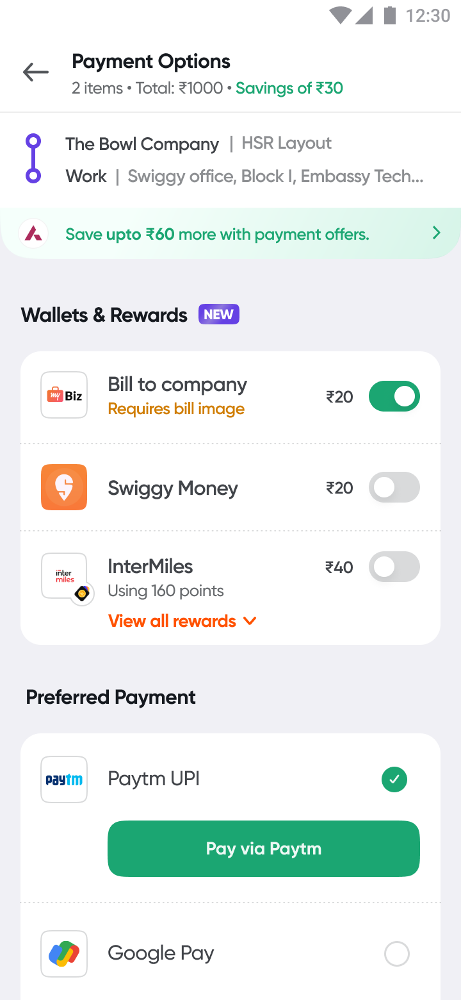 12:30
Payment Options
2 items • Total: ₹1000 • Savings of ₹30
The Bowl Company | HSR Layout
Work | Swiggy office, Block I, Embassy Tech...
Save upto ₹60 more with payment offers.
Wallets & Rewards NEW
my Biz
Bill to company
Requires bill image
₹20
Swiggy Money
₹20
inter
miles
InterMiles
₹40
Using 160 points
View all rewards
Preferred Payment
paytm
Paytm UPI
Pay via Paytm
Google Pay